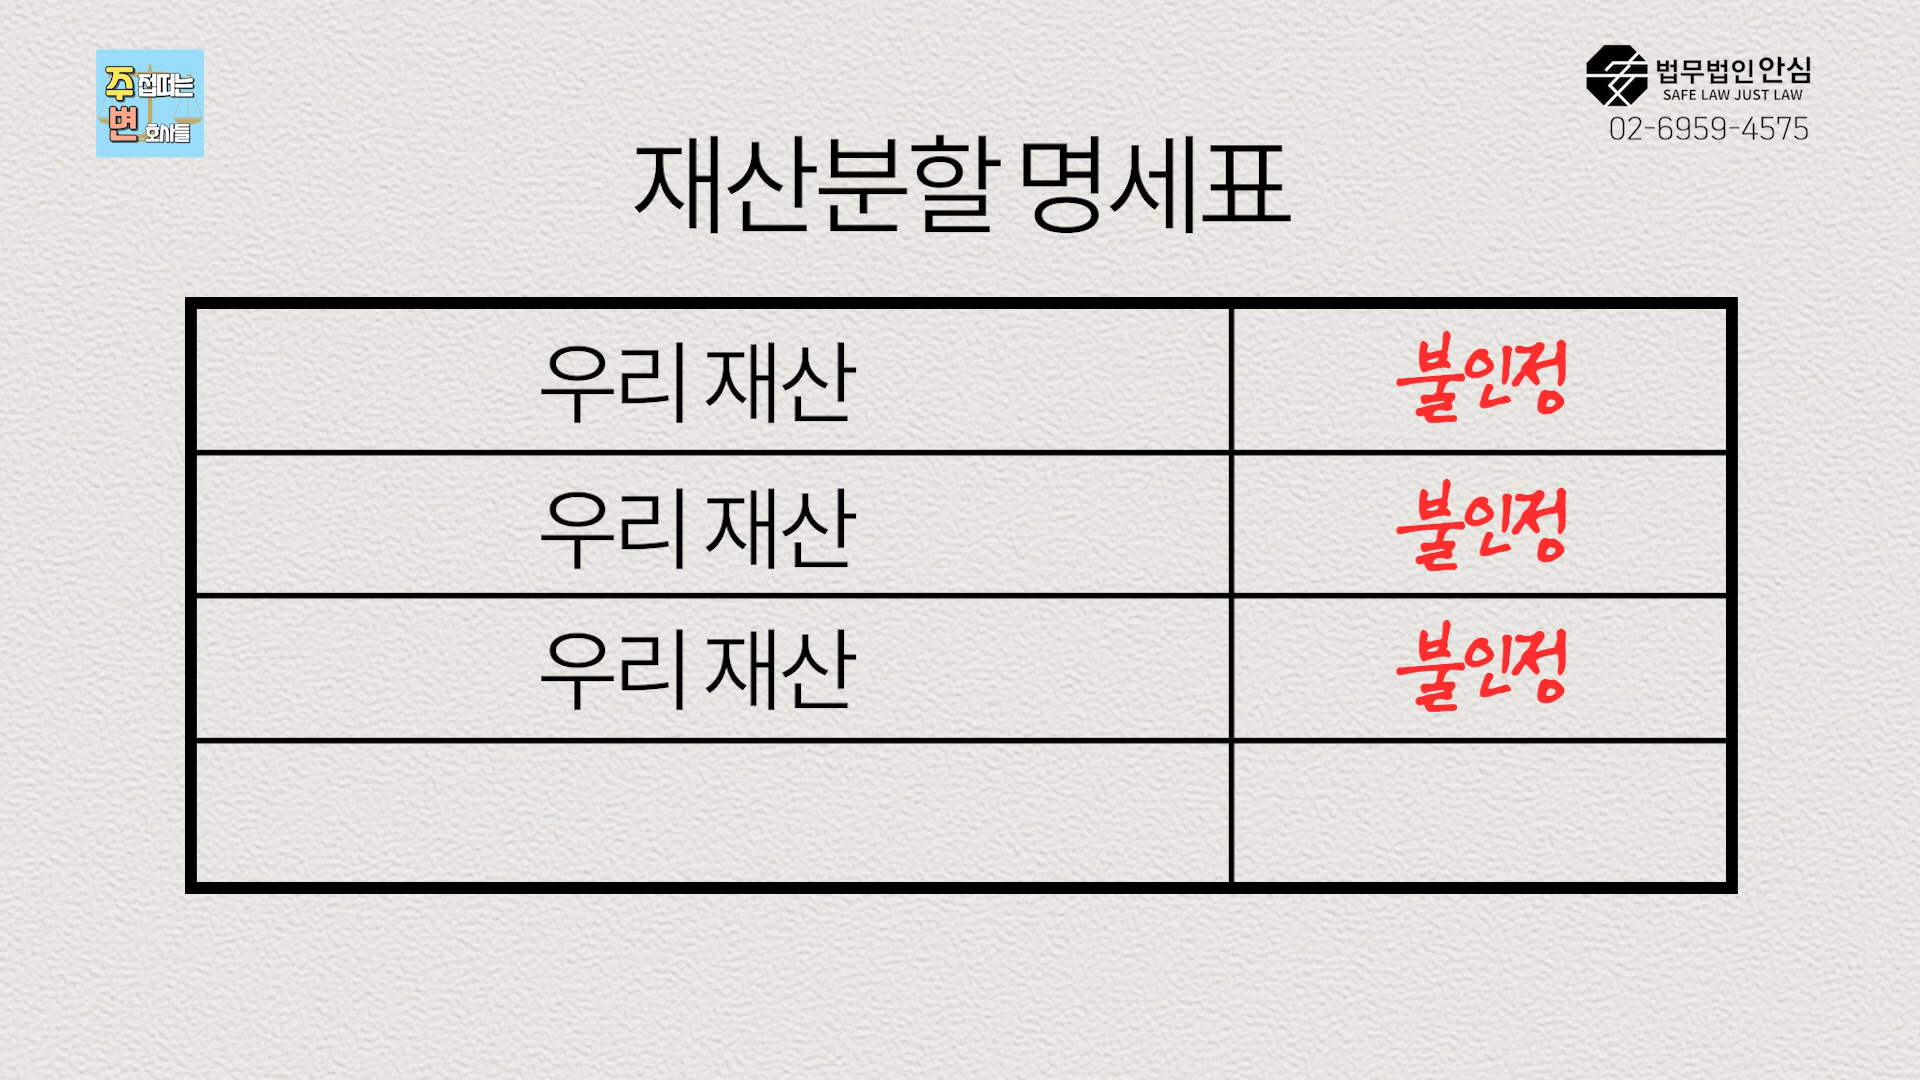 주접떠는
변호사들
법무법인 안심
SAFE LAW JUST LAW
02-6959-4575
재산분할 명세표
우리 재산 불인정
우리 재산 불인정
우리 재산 불인정